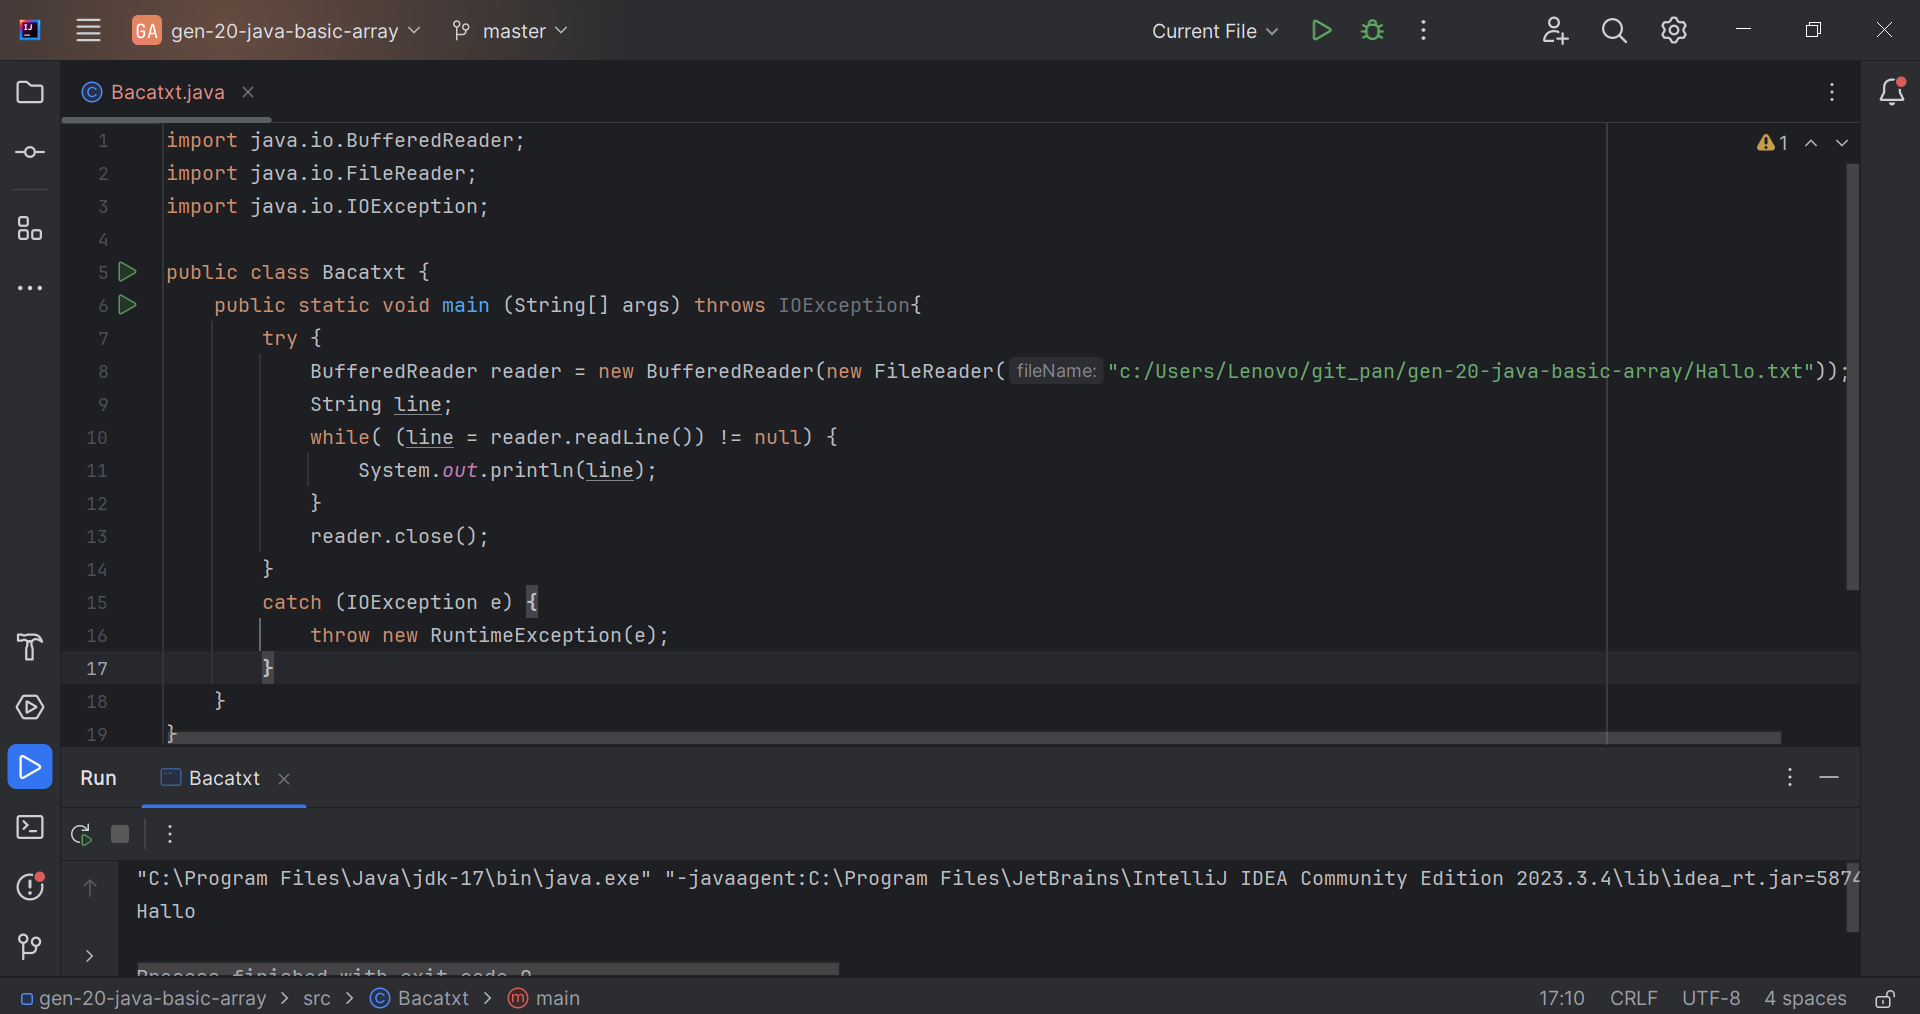 GA gen-20-java-basic-array master Current File
Bacatxt.java
1 import java.io.BufferedReader; 1
2 import java.io.FileReader;
3 import java.io.IOException;
4
5 public class Bacatxt {
6 public static void main (String[] args) throws IOException{
7 try {
8 BufferedReader reader = new BufferedReader(new FileReader( fileName: "c:/Users/Lenovo/git_pan/gen-20-java-basic-array/Hallo.txt"));
9 String line;
10 while( (line = reader.readLine()) != null) {
11 System.out.println(line);
12 }
13 reader.close();
14 }
15 catch (IOException e) {
16 throw new RuntimeException(e);
17 }
18 }
19 }
Run Bacatxt
"C:\Program Files\Java\jdk-17\bin\java.exe" "-javaagent:C:\Program Files\JetBrains\IntelliJ IDEA Community Edition 2023.3.4\lib\idea_rt.jar=5874
Hallo
Process finished with exit code 0
gen-20-java-basic-array > src > Bacatxt > main 17:10 CRLF UTF-8 4 spaces